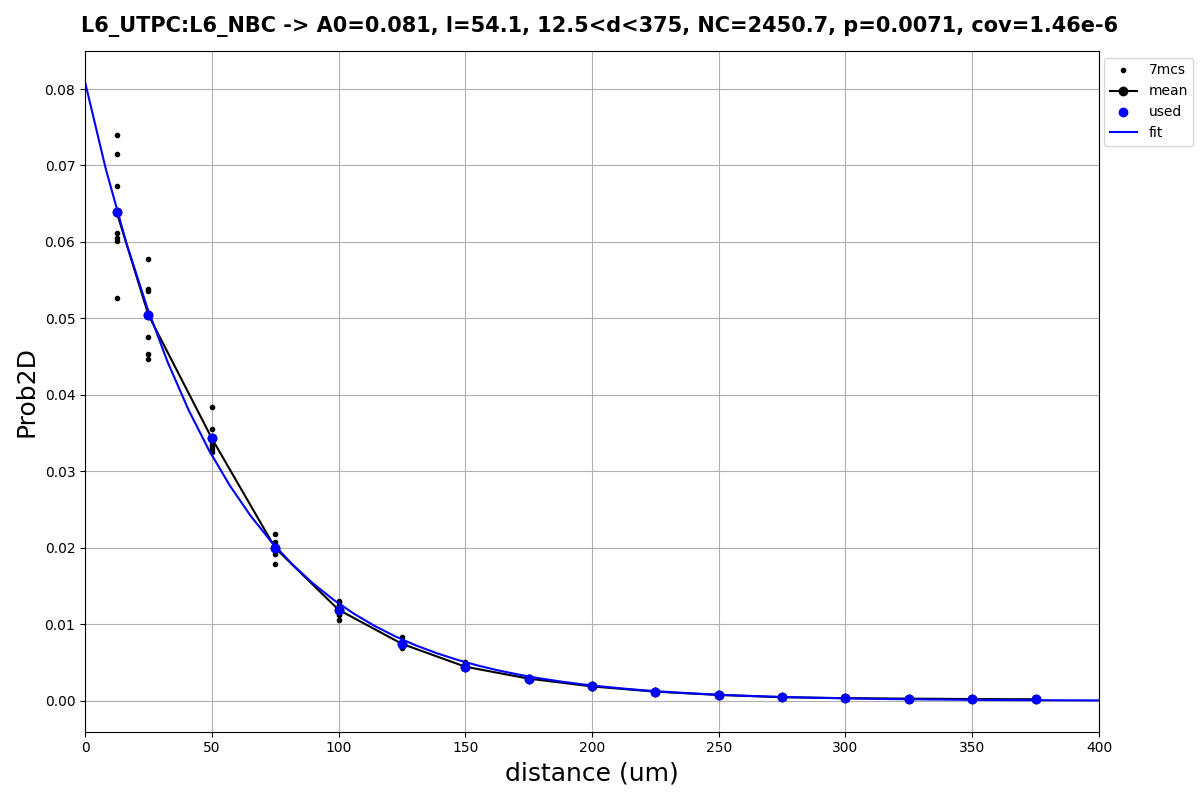 L6_UTPC:L6_NBC -> A0=0.081, l=54.1, 12.5<d<375, NC=2450.7, p=0.0071, cov=1.46e-6
7mcs
mean
used
fit
0.08
0.07
0.06
0.05
0.04
0.03
0.02
0.01
0.00
Prob2D
0 50 100 150 200 250 300 350 400
distance (um)